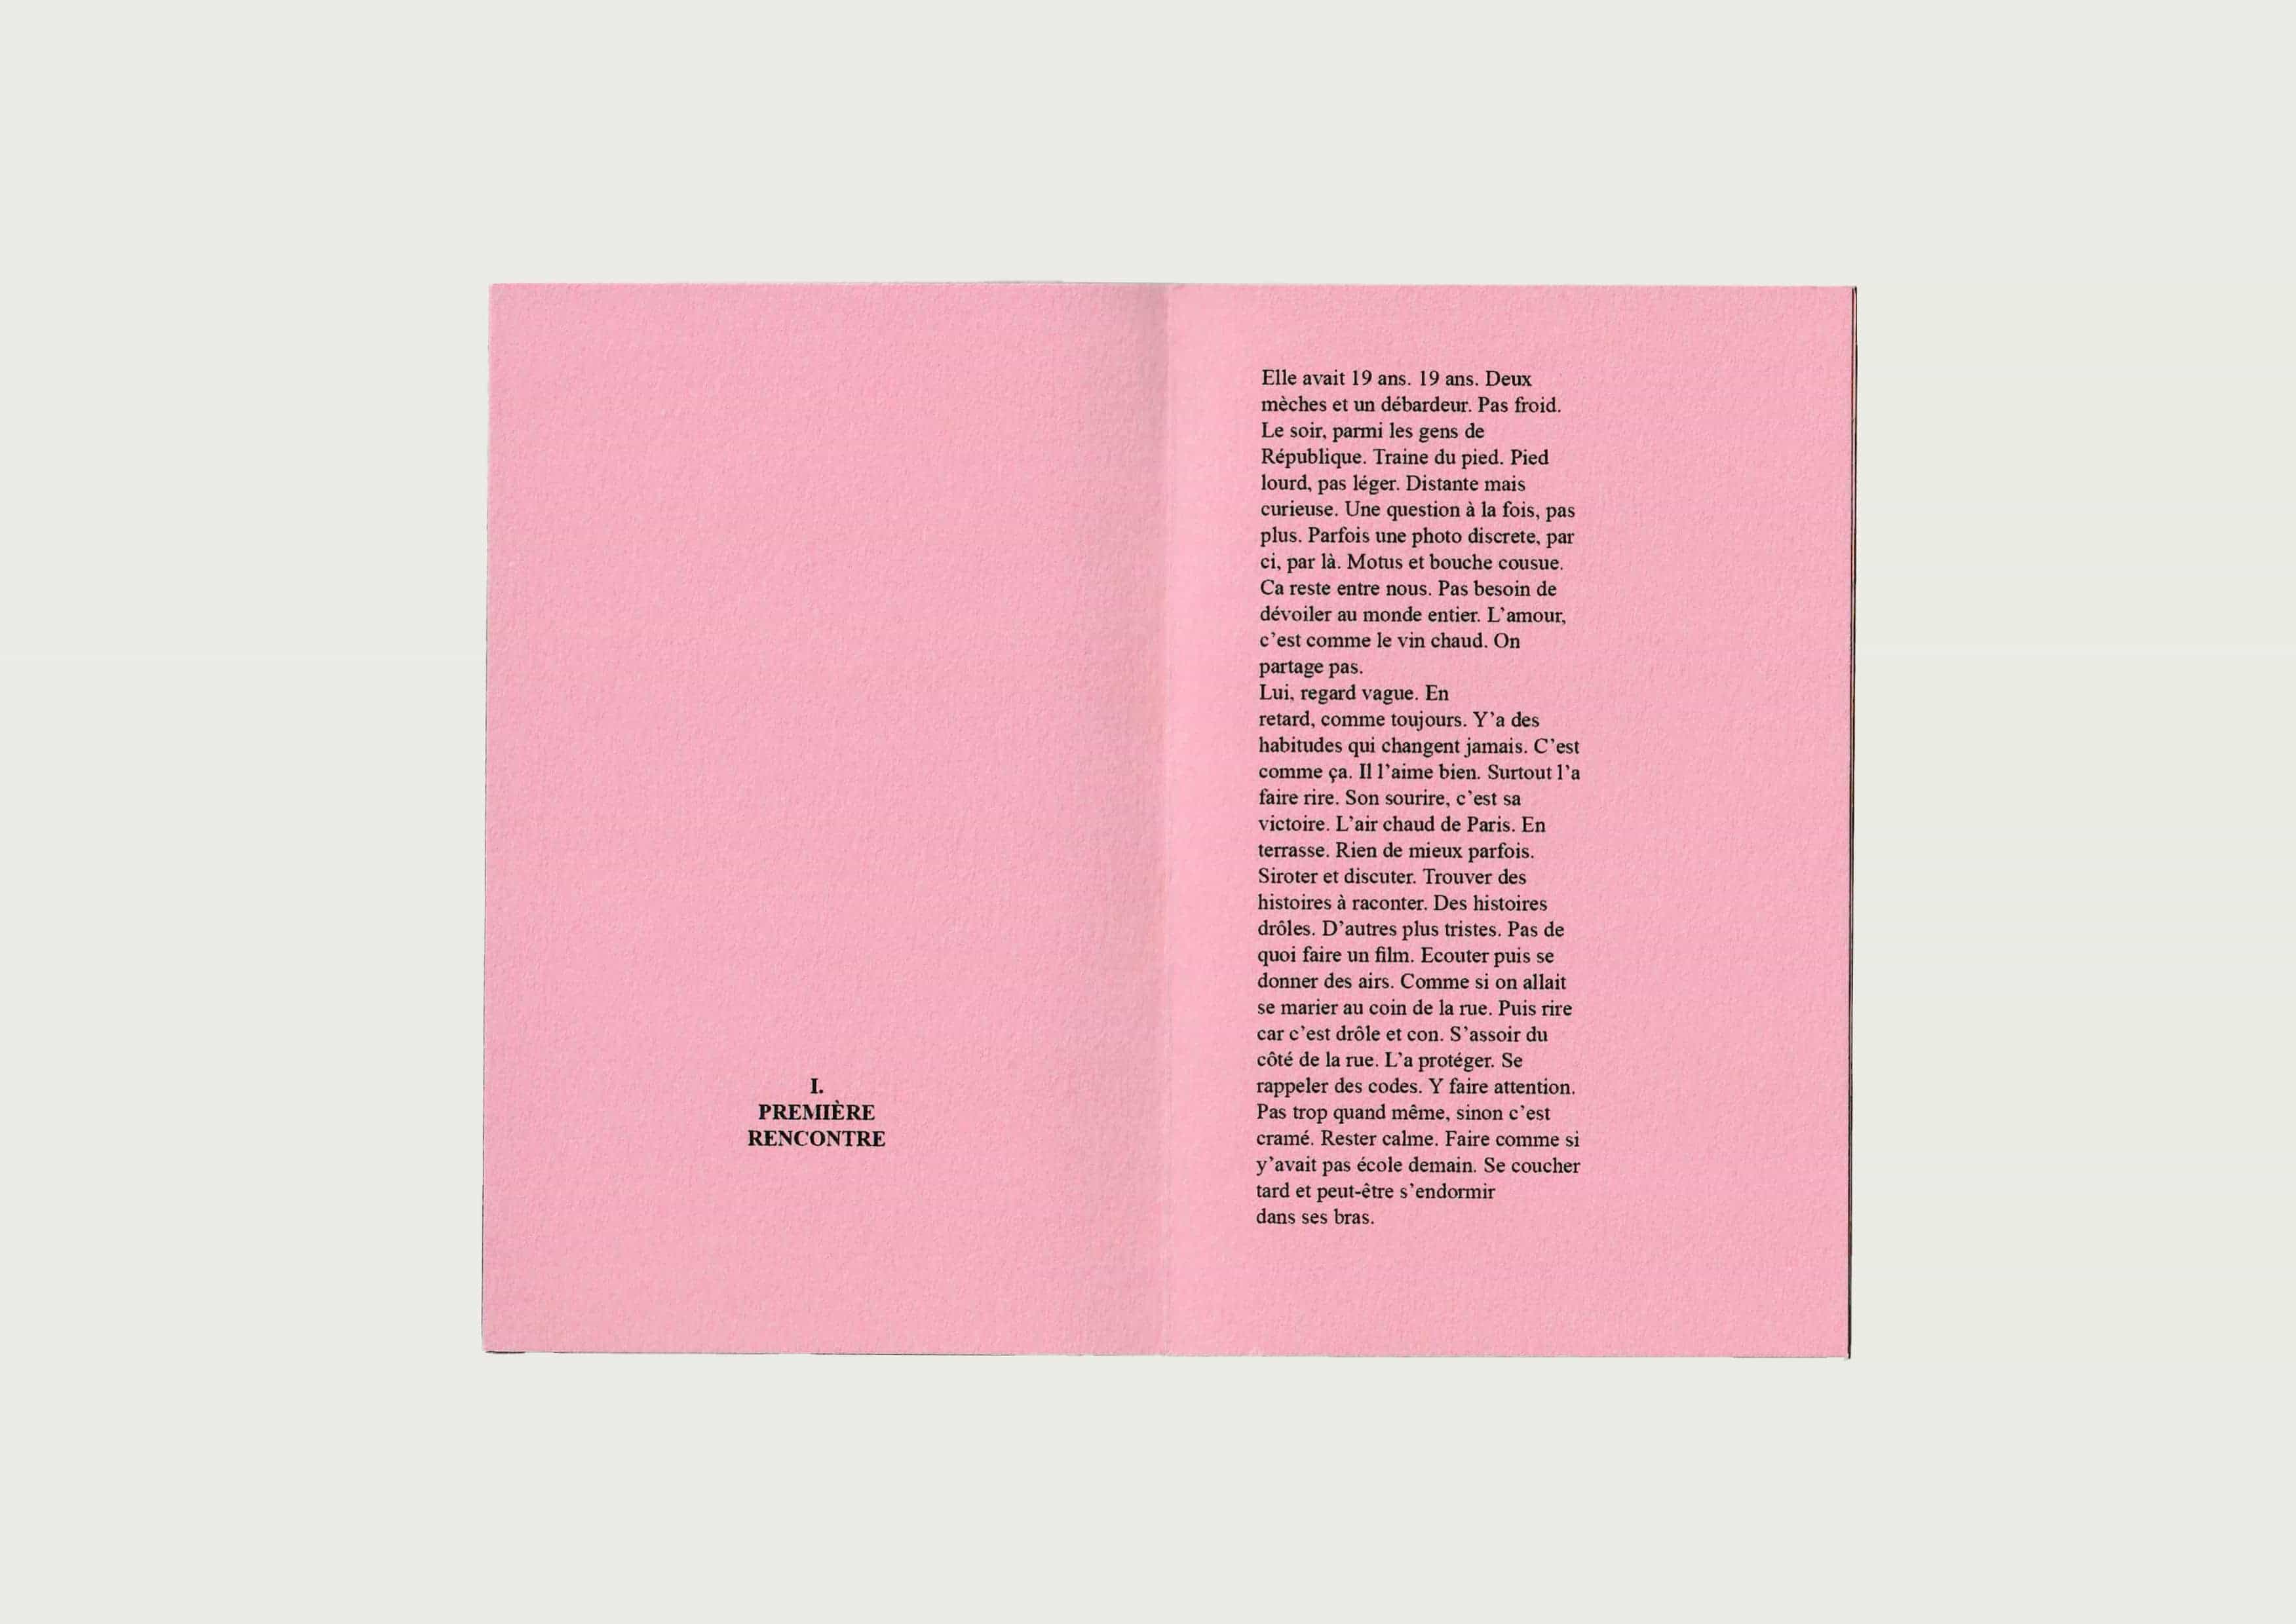 I.
PREMIÈRE
RENCONTRE
Elle avait 19 ans. 19 ans. Deux
mèches et un débardeur. Pas froid.
Le soir, parmi les gens de
République. Traine du pied. Pied
lourd, pas léger. Distante mais
curieuse. Une question à la fois, pas
plus. Parfois une photo discrete, par
ci, par là. Motus et bouche cousue.
Ca reste entre nous. Pas besoin de
dévoiler au monde entier. L’amour,
c’est comme le vin chaud. On
partage pas.
Lui, regard vague. En
retard, comme toujours. Y’a des
habitudes qui changent jamais. C’est
comme ça. Il l’aime bien. Surtout l’a
faire rire. Son sourire, c’est sa
victoire. L’air chaud de Paris. En
terrasse. Rien de mieux parfois.
Siroter et discuter. Trouver des
histoires à raconter. Des histoires
drôles. D’autres plus tristes. Pas de
quoi faire un film. Ecouter puis se
donner des airs. Comme si on allait
se marier au coin de la rue. Puis rire
car c’est drôle et con. S’assoir du
côté de la rue. L’a protéger. Se
rappeler des codes. Y faire attention.
Pas trop quand même, sinon c’est
cramé. Rester calme. Faire comme si
y’avait pas école demain. Se coucher
tard et peut-être s’endormir
dans ses bras.